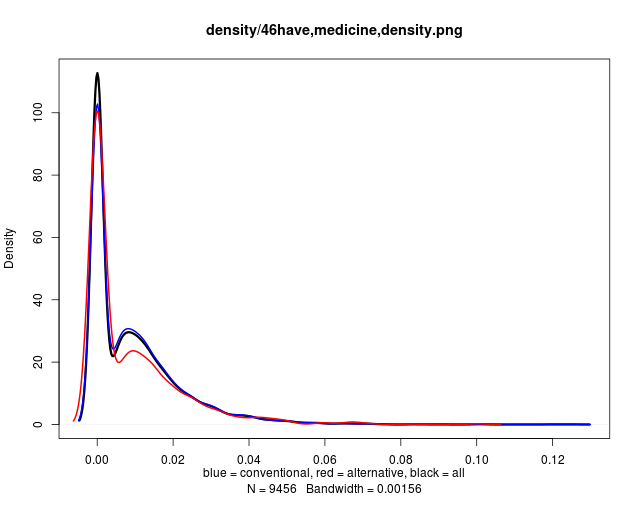 density/46have,medicine,density.png
Density
0 20 40 60 80 100
0.00 0.02 0.04 0.06 0.08 0.10 0.12
blue = conventional, red = alternative, black = all
N = 9456 Bandwidth = 0.00156